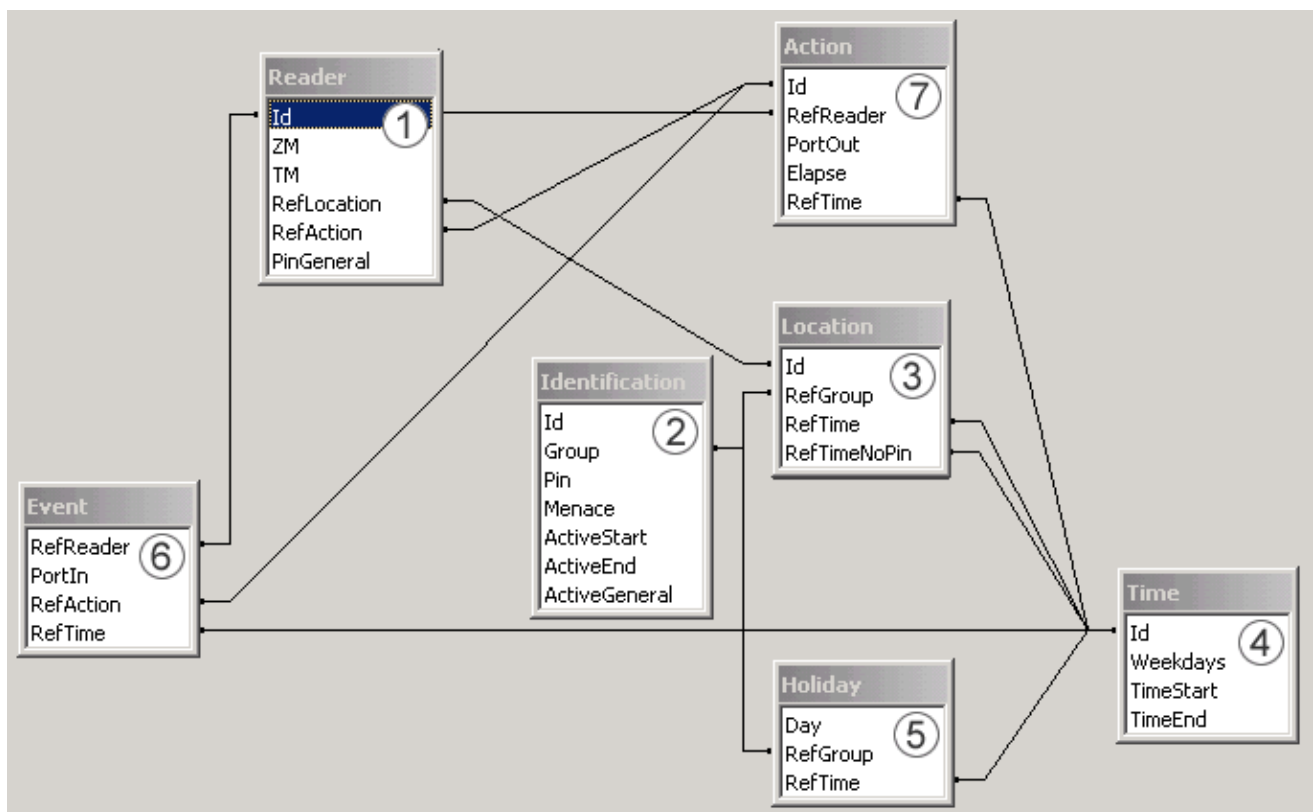 Reader
Id
1
ZM
TM
RefLocation
RefAction
PinGeneral
Action
Id
7
RefReader
PortOut
Elapse
RefTime
Location
Id
3
RefGroup
RefTime
RefTimeNoPin
Identification
Id
2
Group
Pin
Menace
ActiveStart
ActiveEnd
ActiveGeneral
Event
RefReader
6
PortIn
RefAction
RefTime
Time
Id
4
Weekdays
TimeStart
TimeEnd
Holiday
Day
5
RefGroup
RefTime